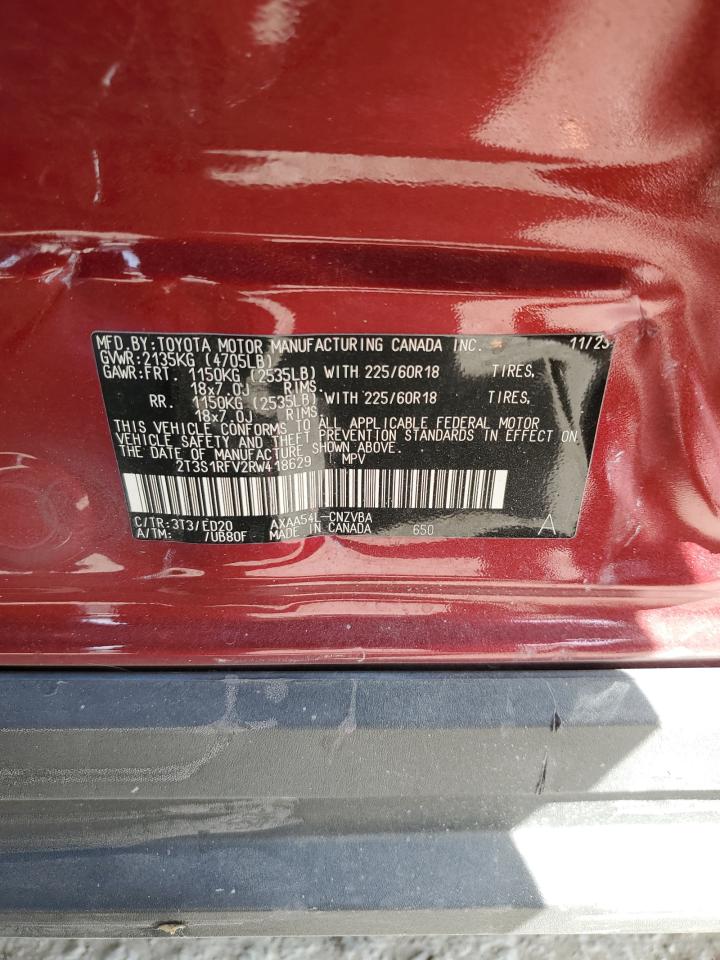 MFD. BY: TOYOTA MOTOR MANUFACTURING CANADA INC. 11/23
GVWR: 2135KG (4705LB)
GAWR: FRT. 1150KG (2535LB) WITH 225/60R18 TIRES,
18x7.0J RIMS.
RR. 1150KG (2535LB) WITH 225/60R18 TIRES,
18x7.0J RIMS.
THIS VEHICLE CONFORMS TO ALL APPLICABLE FEDERAL MOTOR
VEHICLE SAFETY AND THEFT PREVENTION STANDARDS IN EFFECT ON
THE DATE OF MANUFACTURE SHOWN ABOVE.
2T3S1RFV2RW418629 MPV
C/TR: 3T3/ED20 AXAA54L-CNZVBA 650 A
A/TM: /UB80F MADE IN CANADA